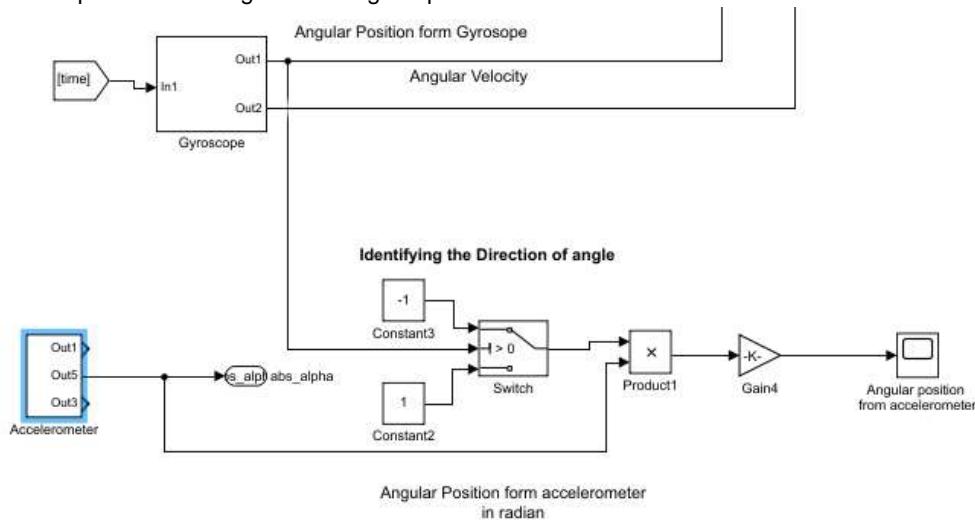 Angular Position form Gyrosope
[time]
In1
Out1
Angular Velocity
Out2
Gyroscope
Identifying the Direction of angle
-1
Constant3
> 0
Switch
1
Constant2
×
Product1
-K-
Gain4
Angular position
from accelerometer
Out1
Out5
Out3
Accelerometer
abs_alpha
Angular Position form accelerometer
in radian